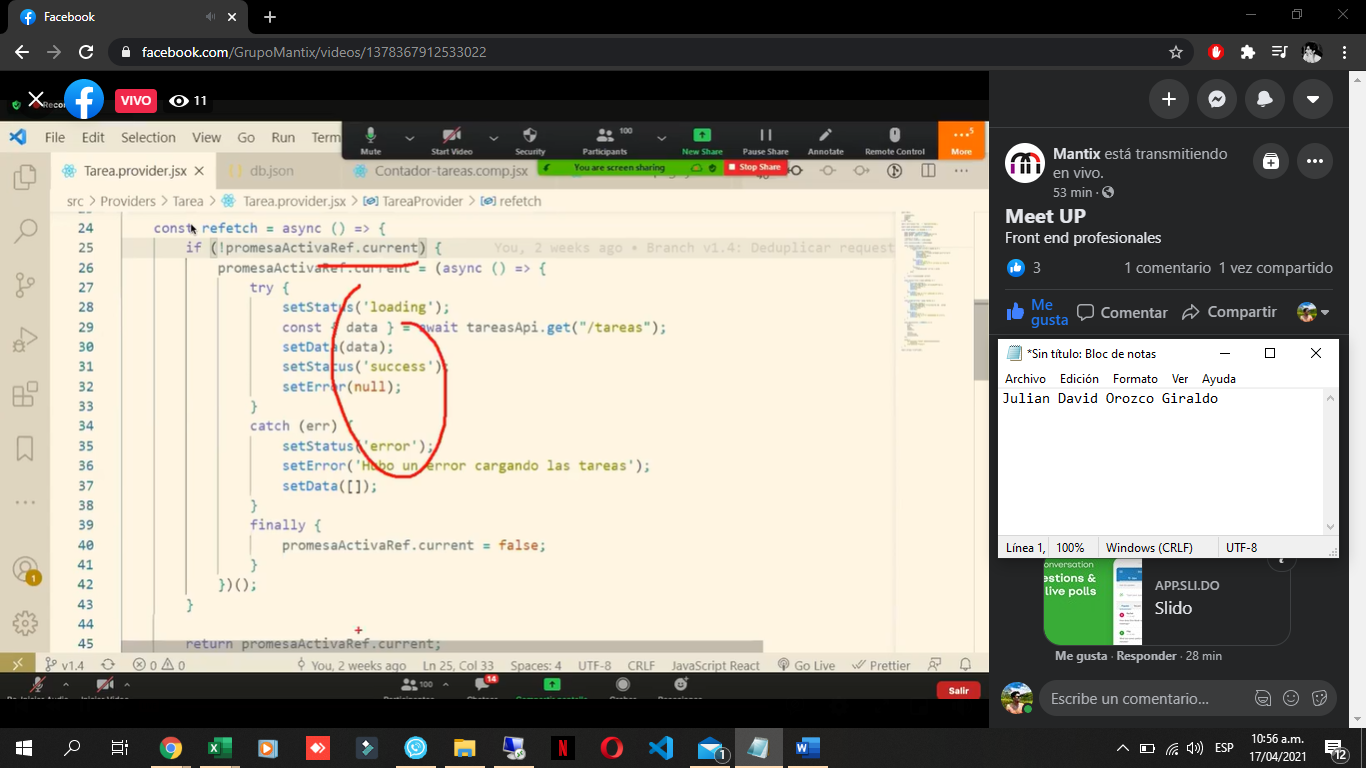 Facebook
facebook.com/GrupoMantix/videos/1378367912533022
VIVO
11
File Edit Selection View Go Run Term
Mute
Start Video
Security
Participants
100
New Share
Pause Share
Annotate
Remote Control
More
5
You are screen sharing
Stop Share
Tarea.provider.jsx
db.json
Contador-tareas.comp.jsx
src > Providers > Tarea > Tarea.provider.jsx > TareaProvider > refetch
24 const refetch = async () => {
25 if (!promesaActivaRef.current) {
You, 2 weeks ago • Branch v1.4: Deduplicar request
26 promesaActivaRef.current = (async () => {
27 try {
28 setStatus('loading');
29 const { data } = await tareasApi.get("/tareas");
30 setData(data);
31 setStatus('success');
32 setError(null);
33 }
34 catch (err) {
35 setStatus('error');
36 setError('Hubo un error cargando las tareas');
37 setData([]);
38 }
39 finally {
40 promesaActivaRef.current = false;
41 }
42 })();
43 }
44
45 return promesaActivaRef.current;
v1.4 0 0 You, 2 weeks ago Ln 25, Col 33 Spaces: 4 UTF-8 CRLF JavaScript React Go Live Prettier
1
100
14
Salir
Mantix está transmitiendo
en vivo.
53 min ·
Meet UP
Front end profesionales
3
1 comentario 1 vez compartido
Me
gusta
Comentar
Compartir
*Sin título: Bloc de notas
Archivo Edición Formato Ver Ayuda
Julian David Orozco Giraldo
Línea 1, 100% Windows (CRLF) UTF-8
onversation
estions &
live polls
APP.SLI.DO
Slido
Me gusta · Responder · 28 min
Escribe un comentario...
1
ESP
10:56 a.m.
17/04/2021
12